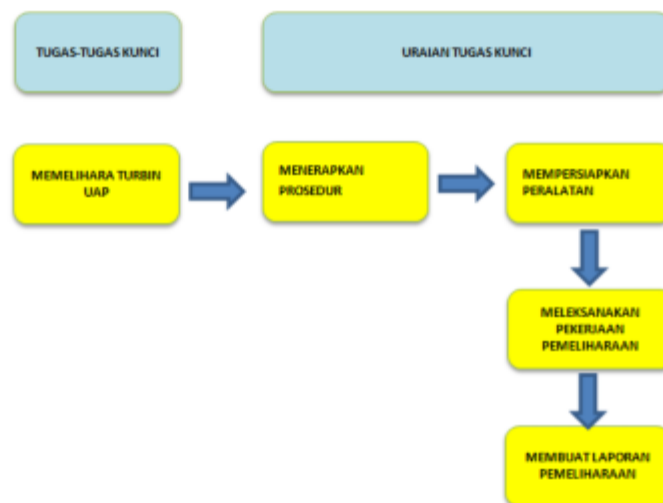 TUGAS-TUGAS KUNCI
URAIAN TUGAS KUNCI
MEMELIHARA TURBIN
UAP
MENERAPKAN
PROSEDUR
MEMPERSIAPKAN
PERALATAN
MELEKSANAKAN
PEKERJAAN
PEMELIHARAAN
MEMBUAT LAPORAN
PEMELIHARAAN